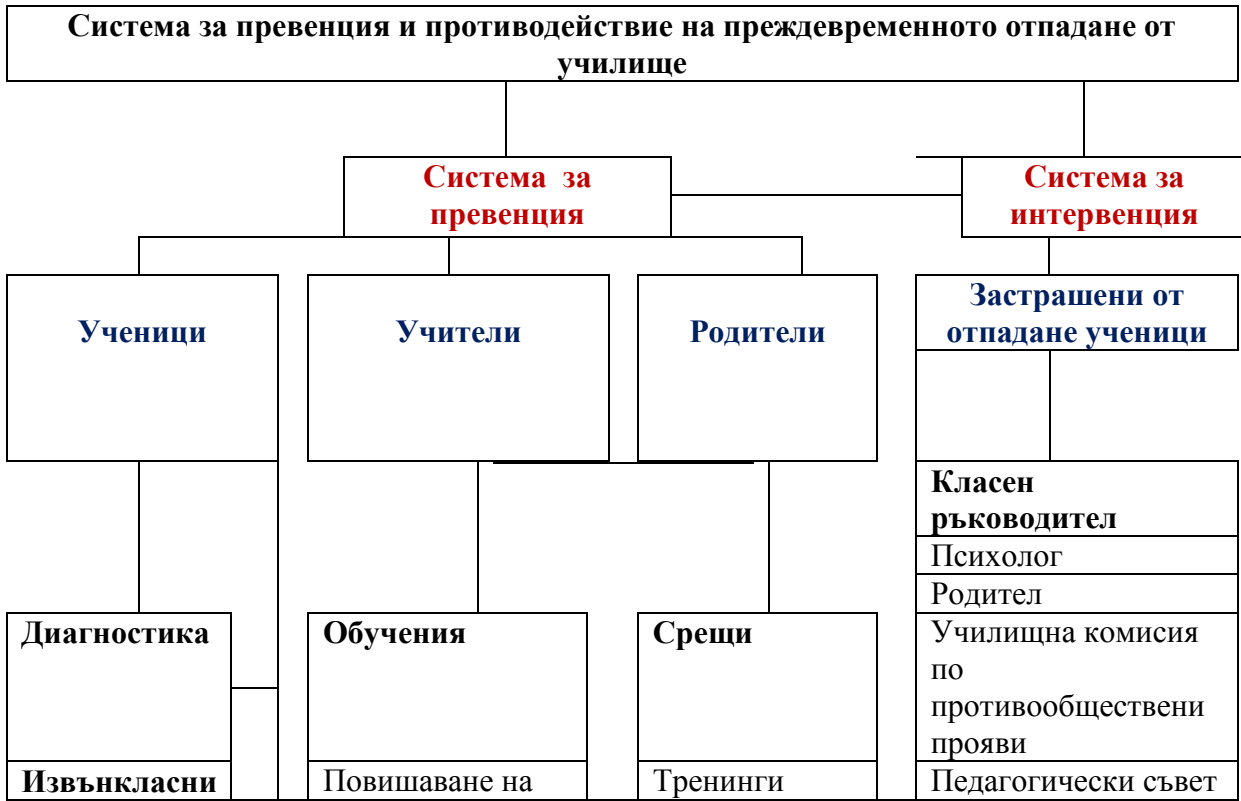 Система за превенция и противодействие на преждевременното отпадане от
училище
Система за
превенция
Система за
интервенция
Ученици
Учители
Родители
Застрашени от
отпадане ученици
Диагностика
Извънкласни
Обучения
Повишаване на
Срещи
Тренинги
Класен
ръководител
Психолог
Родител
Училищна комисия
по
противообществени
прояви
Педагогически съвет